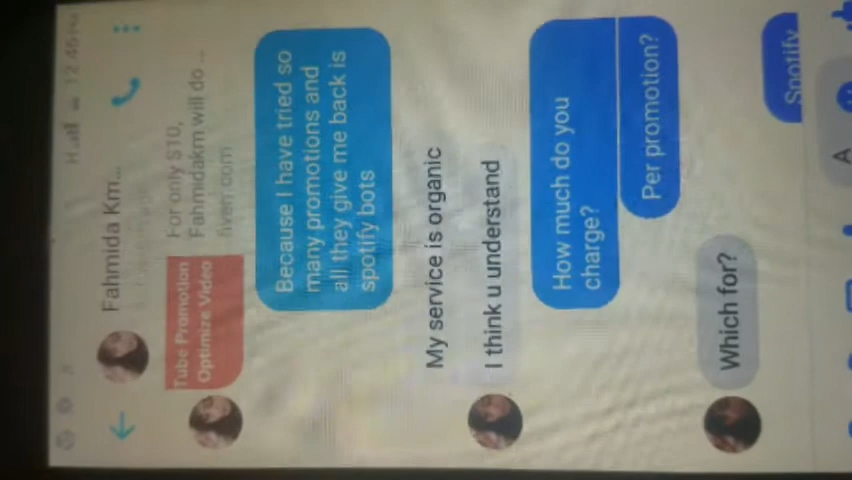 12:46
Fahmida Km...
For only $10,
Fahmidakm will do ...
fiverr.com
Tube Promotion
Optimize Video
Because I have tried so
many promotions and
all they give me back is
spotify bots
My service is organic
I think u understand
How much do you
charge?
Per promotion?
Which for?
Spotify
A